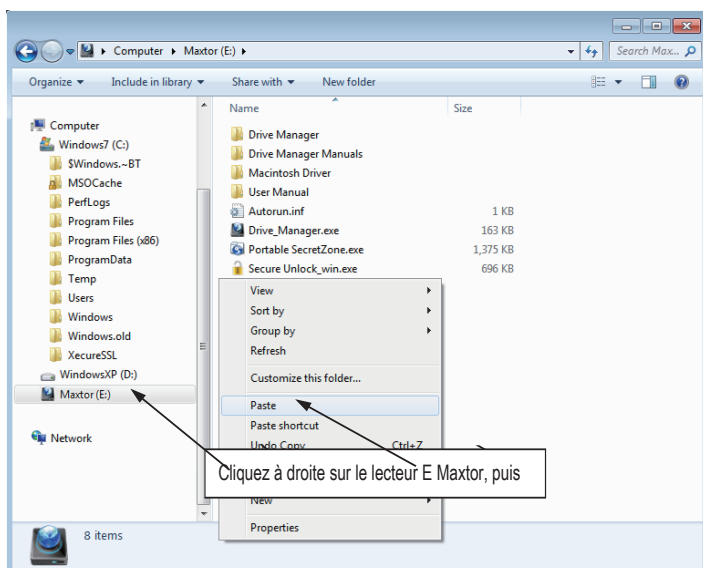 Computer ▸ Maxtor (E:) ▸
Search Max...
Organize ▾ Include in library ▾ Share with ▾ New folder
Name Size
Computer
Windows7 (C:)
$Windows.~BT
MSOCache
PerfLogs
Program Files
Program Files (x86)
ProgramData
Temp
Users
Windows
Windows.old
XecureSSL
WindowsXP (D:)
Maxtor (E:)
Network
Drive Manager
Drive Manager Manuals
Macintosh Driver
User Manual
Autorun.inf 1 KB
Drive_Manager.exe 163 KB
Portable SecretZone.exe 1,375 KB
Secure Unlock_win.exe 696 KB
View
Sort by
Group by
Refresh
Customize this folder...
Paste
Paste shortcut
Undo Copy Ctrl+Z
Cliquez à droite sur le lecteur E Maxtor, puis
New
Properties
8 items